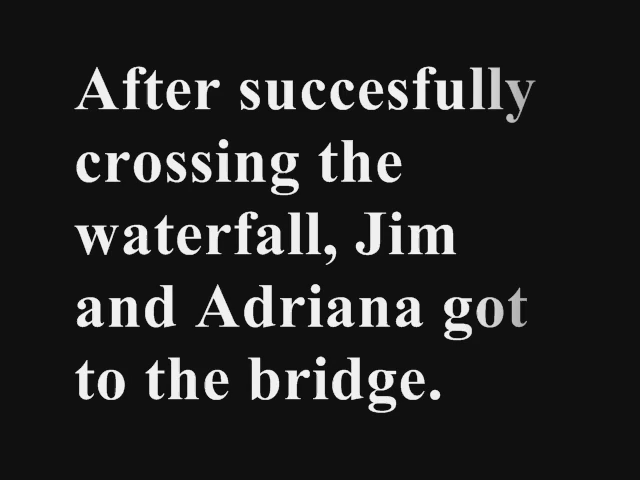 After succesfully
crossing the
waterfall, Jim
and Adriana got
to the bridge.